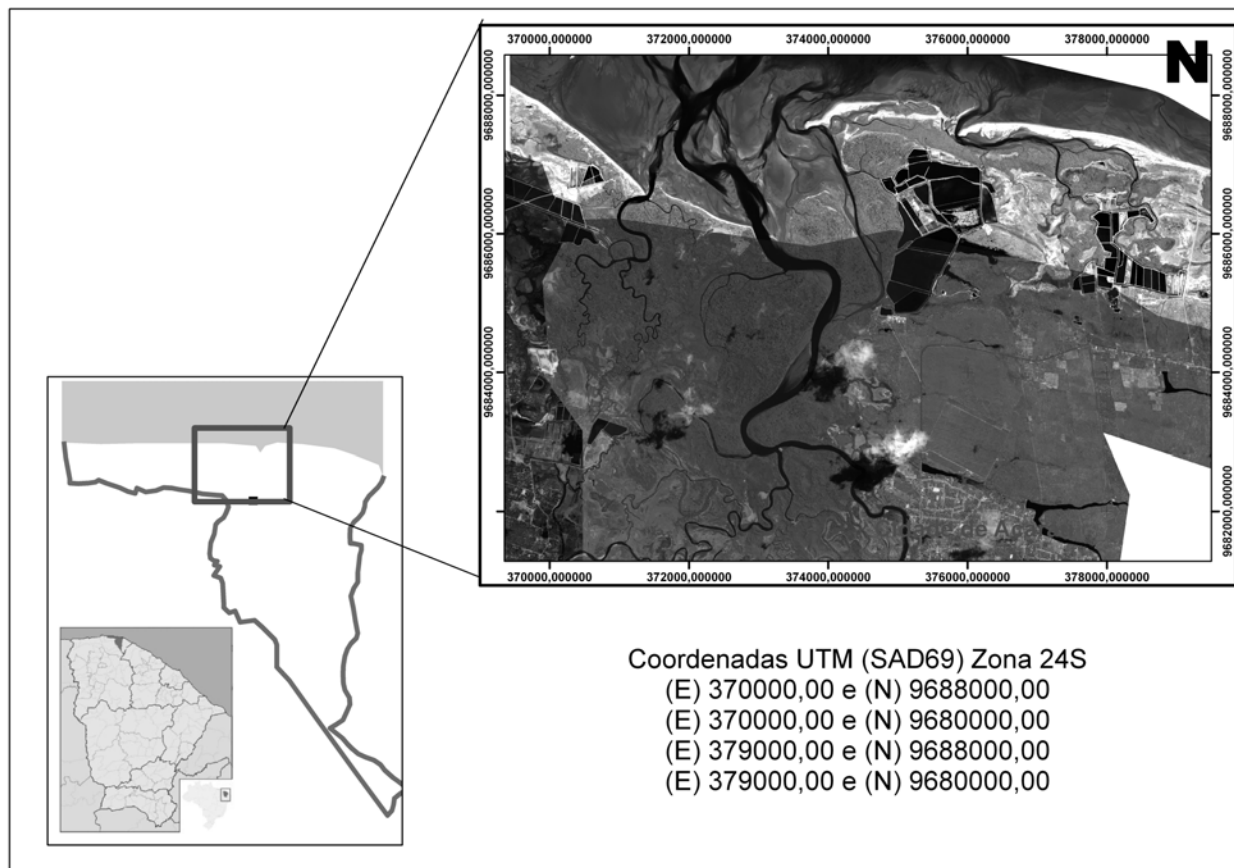 370000,000000 372000,000000 374000,000000 376000,000000 378000,000000
N
9688000,000000 9688000,000000
9686000,000000 9686000,000000
9684000,000000 9684000,000000
9682000,000000 9682000,000000
de Aca
370000,000000 372000,000000 374000,000000 376000,000000 378000,000000
Coordenadas UTM (SAD69) Zona 24S
(E) 370000,00 e (N) 9688000,00
(E) 370000,00 e (N) 9680000,00
(E) 379000,00 e (N) 9688000,00
(E) 379000,00 e (N) 9680000,00